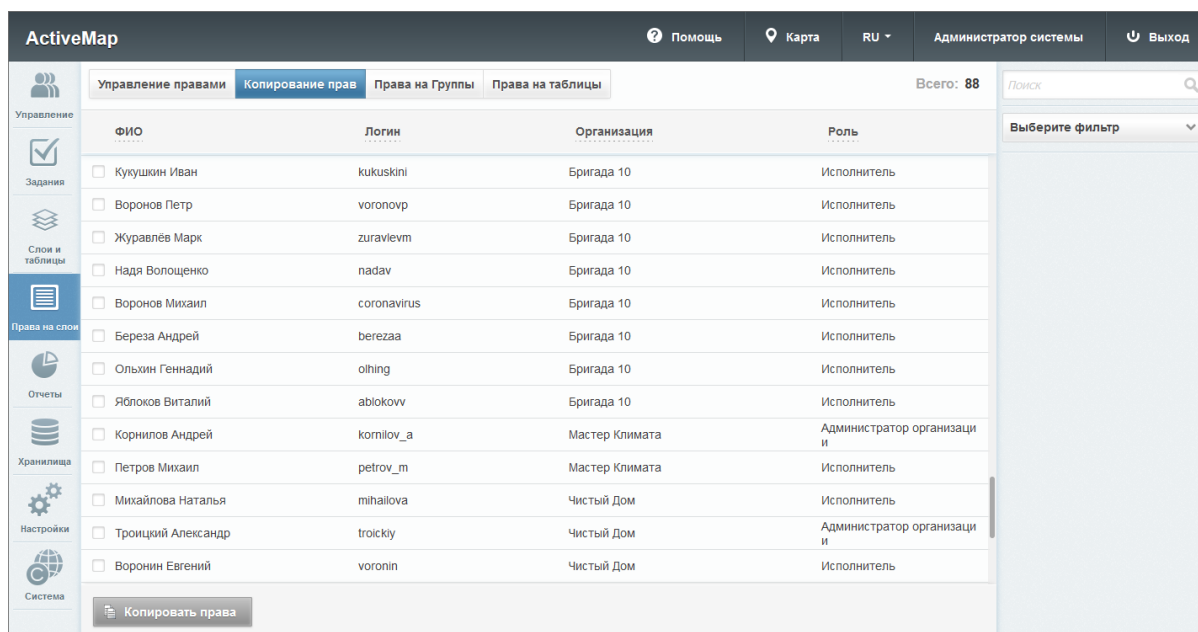 ActiveMap
Помощь
Карта
RU
Администратор системы
Выход
Управление
Задания
Слои и
таблицы
Права на слои
Отчеты
Хранилища
Настройки
Система
Управление правами Копирование прав Права на Группы Права на таблицы Всего: 88
ФИО Логин Организация Роль
Кукушкин Иван kukuskini Бригада 10 Исполнитель
Воронов Петр voronovp Бригада 10 Исполнитель
Журавлёв Марк zuravlevm Бригада 10 Исполнитель
Надя Волощенко nadav Бригада 10 Исполнитель
Воронов Михаил coronavirus Бригада 10 Исполнитель
Береза Андрей berezaa Бригада 10 Исполнитель
Ольхин Геннадий olhing Бригада 10 Исполнитель
Яблоков Виталий ablokovv Бригада 10 Исполнитель
Корнилов Андрей kornilov_a Мастер Климата Администратор организаци
и
Петров Михаил petrov_m Мастер Климата Исполнитель
Михайлова Наталья mihailova Чистый Дом Исполнитель
Троицкий Александр troickiy Чистый Дом Администратор организаци
и
Воронин Евгений voronin Чистый Дом Исполнитель
Копировать права
Поиск
Выберите фильтр